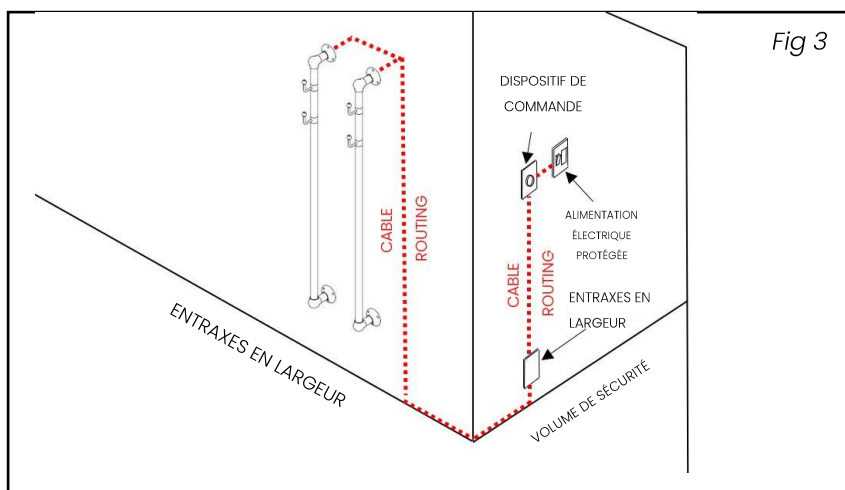 Fig 3
DISPOSITIF DE
COMMANDE
ALIMENTATION
ÉLECTRIQUE
PROTÉGÉE
CABLE
ROUTING
CABLE
ROUTING
ENTRAXES EN
LARGEUR
ENTRAXES EN LARGEUR
VOLUME DE SÉCURITÉ